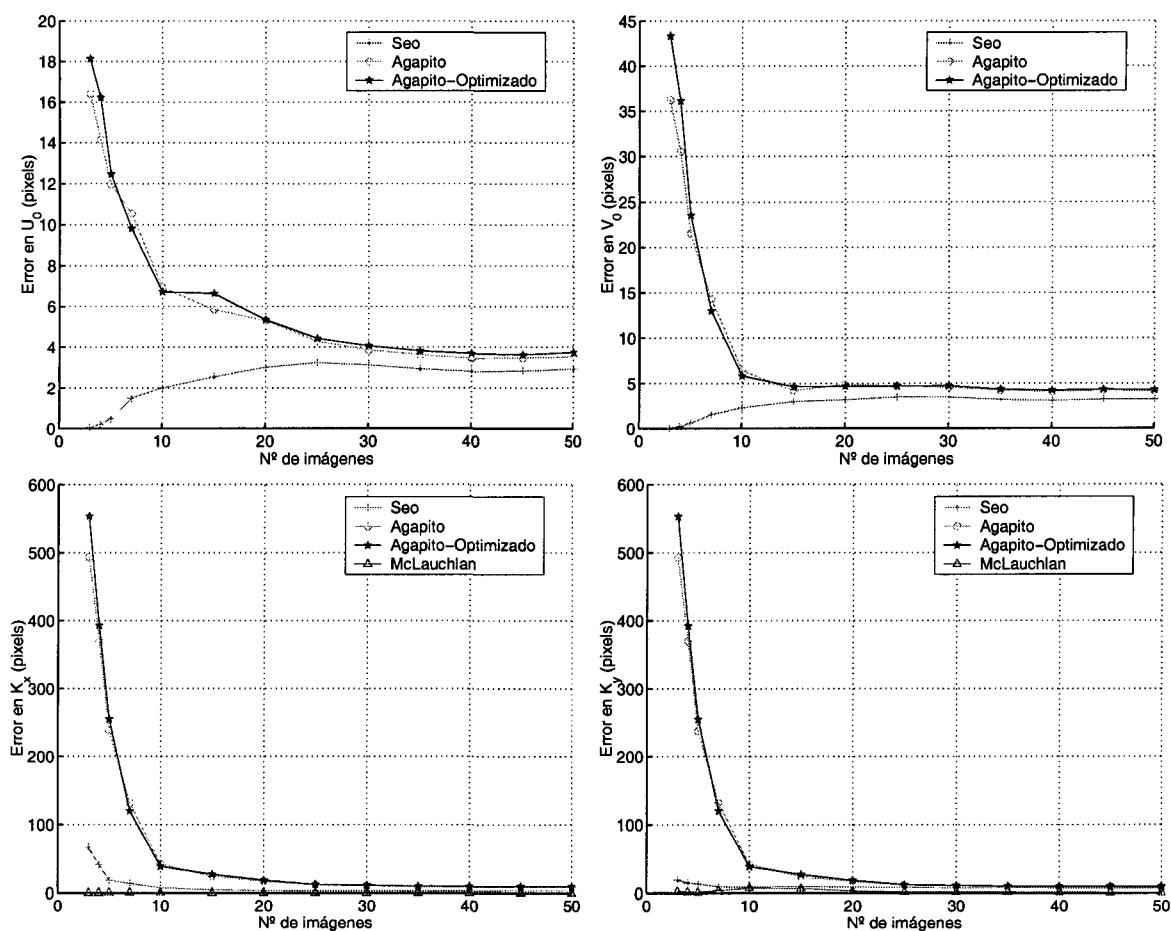 20
18
16
14
12
10
8
6
4
2
0
Error en U_0 (pixels)
Seo
Agapito
Agapito-Optimizado
0
10
20
30
40
50
Nº de imágenes
45
40
35
30
25
20
15
10
5
0
Error en V_0 (pixels)
Seo
Agapito
Agapito-Optimizado
0
10
20
30
40
50
Nº de imágenes
600
500
400
300
200
100
0
Error en K_x (pixels)
Seo
Agapito
Agapito-Optimizado
McLauchlan
0
10
20
30
40
50
Nº de imágenes
600
500
400
300
200
100
0
Error en K_y (pixels)
Seo
Agapito
Agapito-Optimizado
McLauchlan
0
10
20
30
40
50
Nº de imágenes